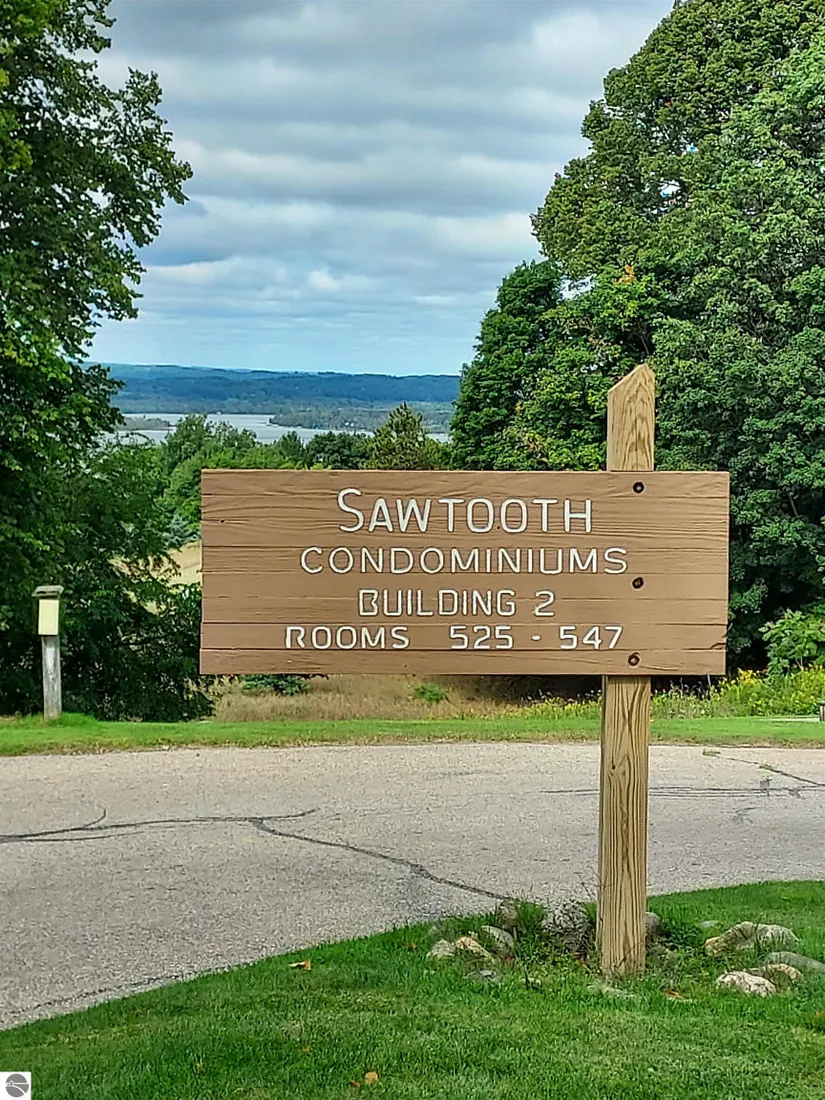 SAWTOOTH
CONDOMINIUMS
BUILDING 2
ROOMS 525 - 547